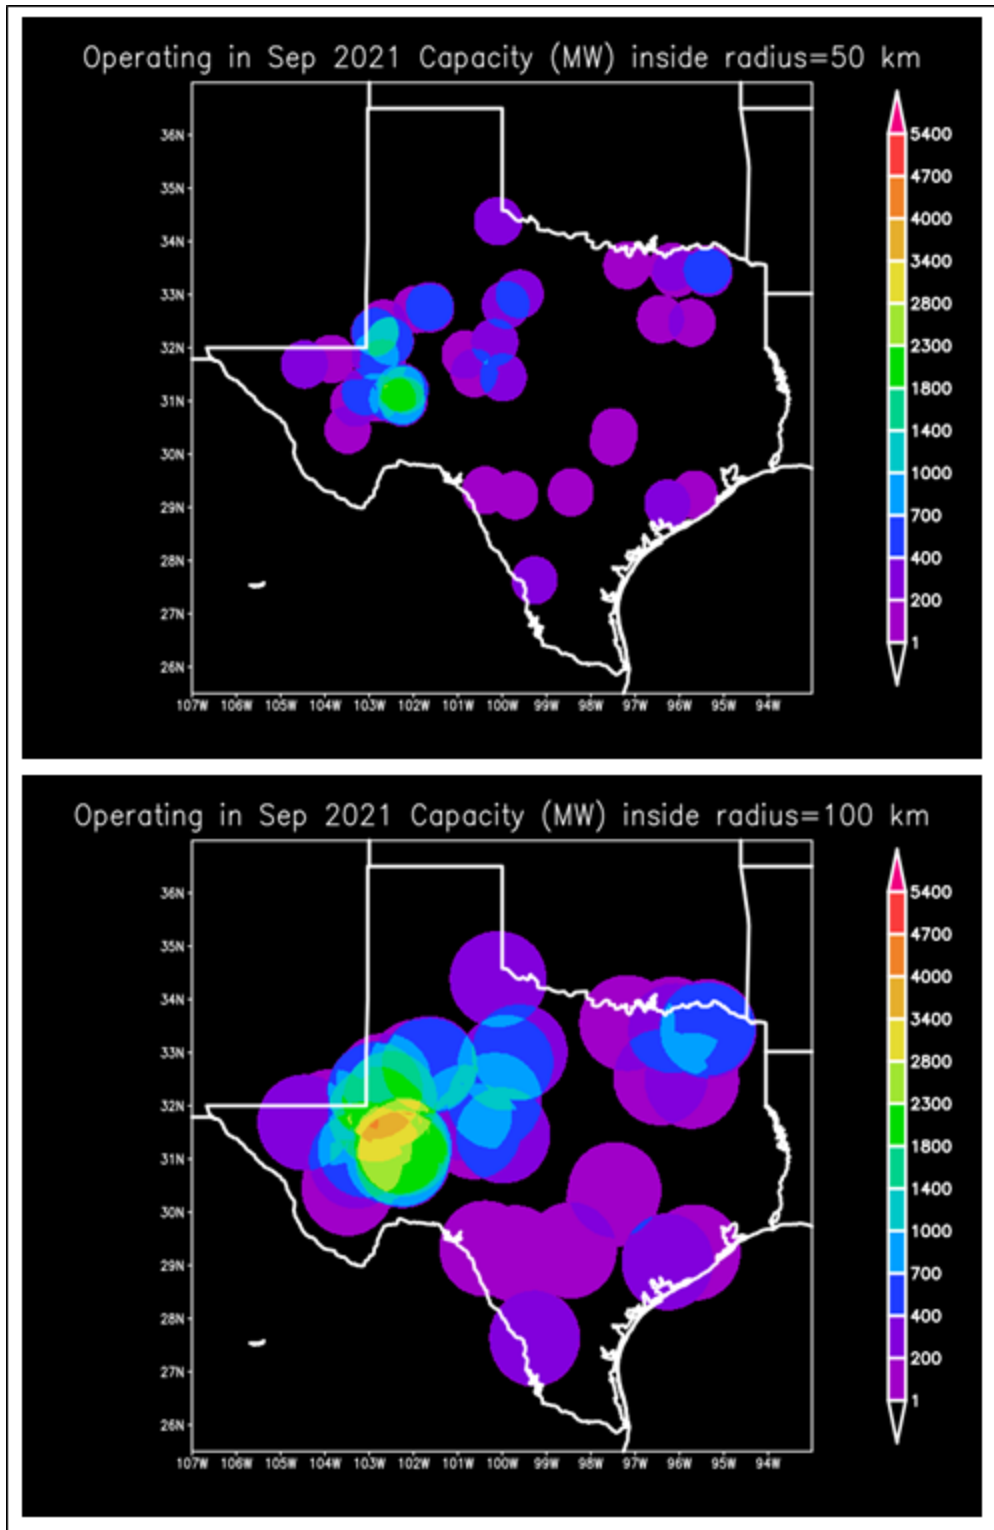 Operating in Sep 2021 Capacity (MW) inside radius=50 km
36N
35N
34N
33N
32N
31N
30N
29N
28N
27N
26N
107W 106W 105W 104W 103W 102W 101W 100W 99W 98W 97W 96W 95W 94W
5400
4700
4000
3400
2800
2300
1800
1400
1000
700
400
200
1
Operating in Sep 2021 Capacity (MW) inside radius=100 km
36N
35N
34N
33N
32N
31N
30N
29N
28N
27N
26N
107W 106W 105W 104W 103W 102W 101W 100W 99W 98W 97W 96W 95W 94W
5400
4700
4000
3400
2800
2300
1800
1400
1000
700
400
200
1